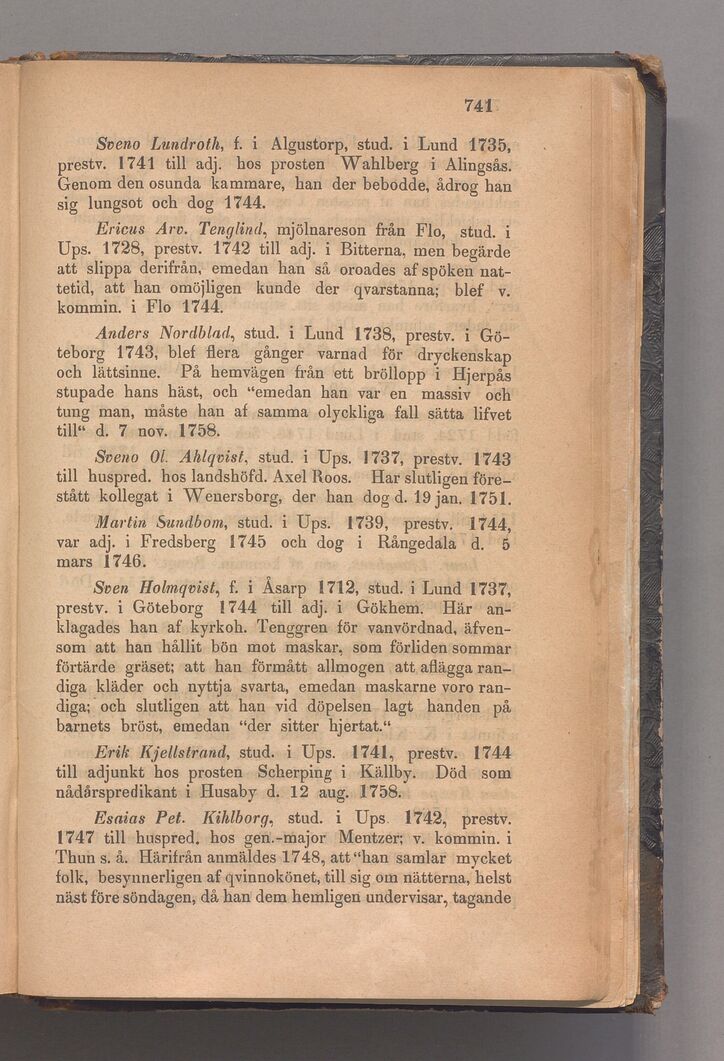 741
Sveno Lundroth, f. i Algustorp, stud. i Lund 1735,
prestv. 1741 till adj. hos prosten Wahlberg i Alingsås.
Genom den osunda kammare, han der bebodde, ådrog han
sig lungsot och dog 1744.
Ericus Arv. Tenglind, mjölnareson från Flo, stud. i
Ups. 1728, prestv. 1742 till adj. i Bitterna, men begärde
att slippa derifrån, emedan han så oroades af spöken nat-
tetid, att han omöjligen kunde der qvarstanna; blef v.
kommin. i Flo 1744.
Anders Nordblad, stud. i Lund 1738, prestv. i Gö-
teborg 1743, blef flera gånger varnad för dryckenskap
och lättsinne. På hemvägen från ett bröllopp i Hjerpås
stupade hans häst, och “emedan han var en massiv och
tung man, måste han af samma olyckliga fall sätta lifvet
till“ d. 7 nov. 1758.
Sveno Ol. Ahlqvist, stud. i Ups. 1737, prestv. 1743
till huspred. hos landshöfd. Axel Roos. Har slutligen före-
stått kollegat i Wenersborg, der han dog d. 19 jan. 1751.
Martin Sundbom, stud. i Ups. 1739, prestv. 1744,
var adj. i Fredsberg 1745 och dog i Rångedala d. 5
mars 1746.
Sven Holmqvist, f. i Åsarp 1712, stud. i Lund 1737,
prestv. i Göteborg 1744 till adj. i Gökhem. Här an-
klagades han af kyrkoh. Tenggren för vanvördnad, äfven-
som att han hållit bön mot maskar, som förliden sommar
förtärde gräset; att han förmått allmogen att aflägga ran-
diga kläder och nyttja svarta, emedan maskarne voro ran-
diga; och slutligen att han vid döpelsen lagt handen på
barnets bröst, emedan “der sitter hjertat.“
Erik Kjellstrand, stud. i Ups. 1741, prestv. 1744
till adjunkt hos prosten Scherping i Källby. Död som
nådårspredikant i Husaby d. 12 aug. 1758.
Esaias Pet. Kihlborg, stud. i Ups. 1742, prestv.
1747 till huspred. hos gen.-major Mentzer; v. kommin. i
Thun s. å. Härifrån anmäldes 1748, att “han samlar mycket
folk, besynnerligen af qvinnokönet, till sig om nätterna, helst
näst före söndagen, då han dem hemligen undervisar, tagande